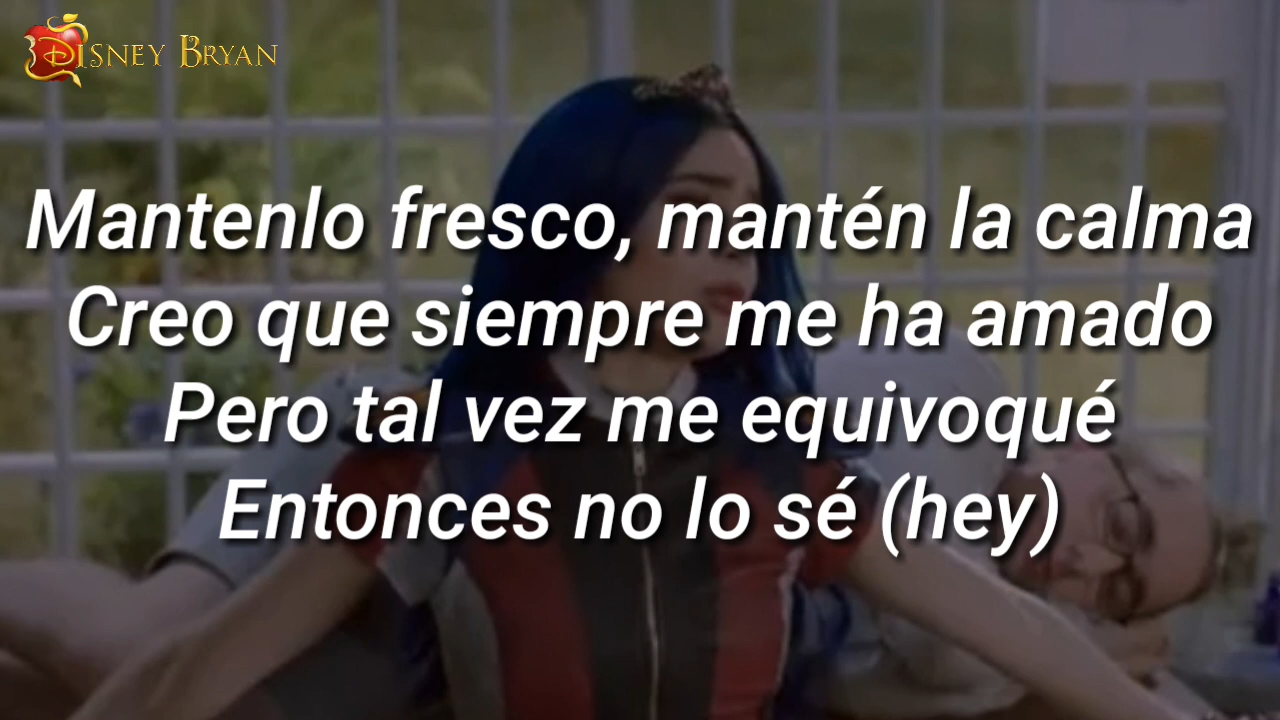 Disney Bryan
Mantenlo fresco, mantén la calma
Creo que siempre me ha amado
Pero tal vez me equivoqué
Entonces no lo sé (hey)